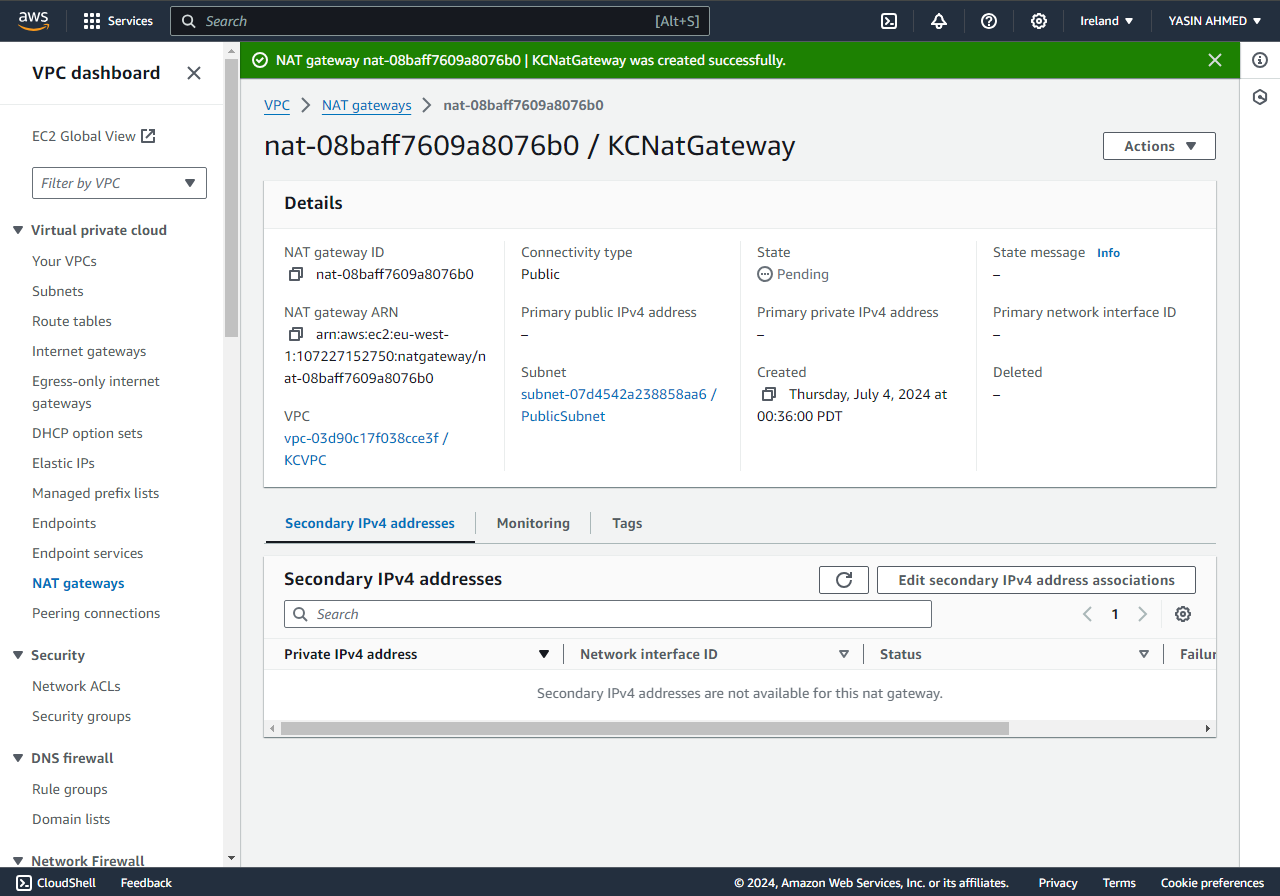 aws
Services
Search
[Alt+S]
Ireland
YASIN AHMED
VPC dashboard
EC2 Global View
Filter by VPC
Virtual private cloud
Your VPCs
Subnets
Route tables
Internet gateways
Egress-only internet
gateways
DHCP option sets
Elastic IPs
Managed prefix lists
Endpoints
Endpoint services
NAT gateways
Peering connections
Security
Network ACLs
Security groups
DNS firewall
Rule groups
Domain lists
Network Firewall
NAT gateway nat-08baff7609a8076b0 | KCNatGateway was created successfully.
VPC
NAT gateways
nat-08baff7609a8076b0
nat-08baff7609a8076b0 / KCNatGateway
Actions
Details
NAT gateway ID
nat-08baff7609a8076b0
NAT gateway ARN
arn:aws:ec2:eu-west-
1:107227152750:natgateway/n
at-08baff7609a8076b0
VPC
vpc-03d90c17f038cce3f /
KCVPC
Connectivity type
Public
Primary public IPv4 address
–
Subnet
subnet-07d4542a238858aa6 /
PublicSubnet
State
Pending
Primary private IPv4 address
–
Created
Thursday, July 4, 2024 at
00:36:00 PDT
State message Info
–
Primary network interface ID
–
Deleted
–
Secondary IPv4 addresses
Monitoring
Tags
Secondary IPv4 addresses
Edit secondary IPv4 address associations
Search
1
Private IPv4 address
Network interface ID
Status
Failur
Secondary IPv4 addresses are not available for this nat gateway.
CloudShell
Feedback
© 2024, Amazon Web Services, Inc. or its affiliates.
Privacy
Terms
Cookie preferences